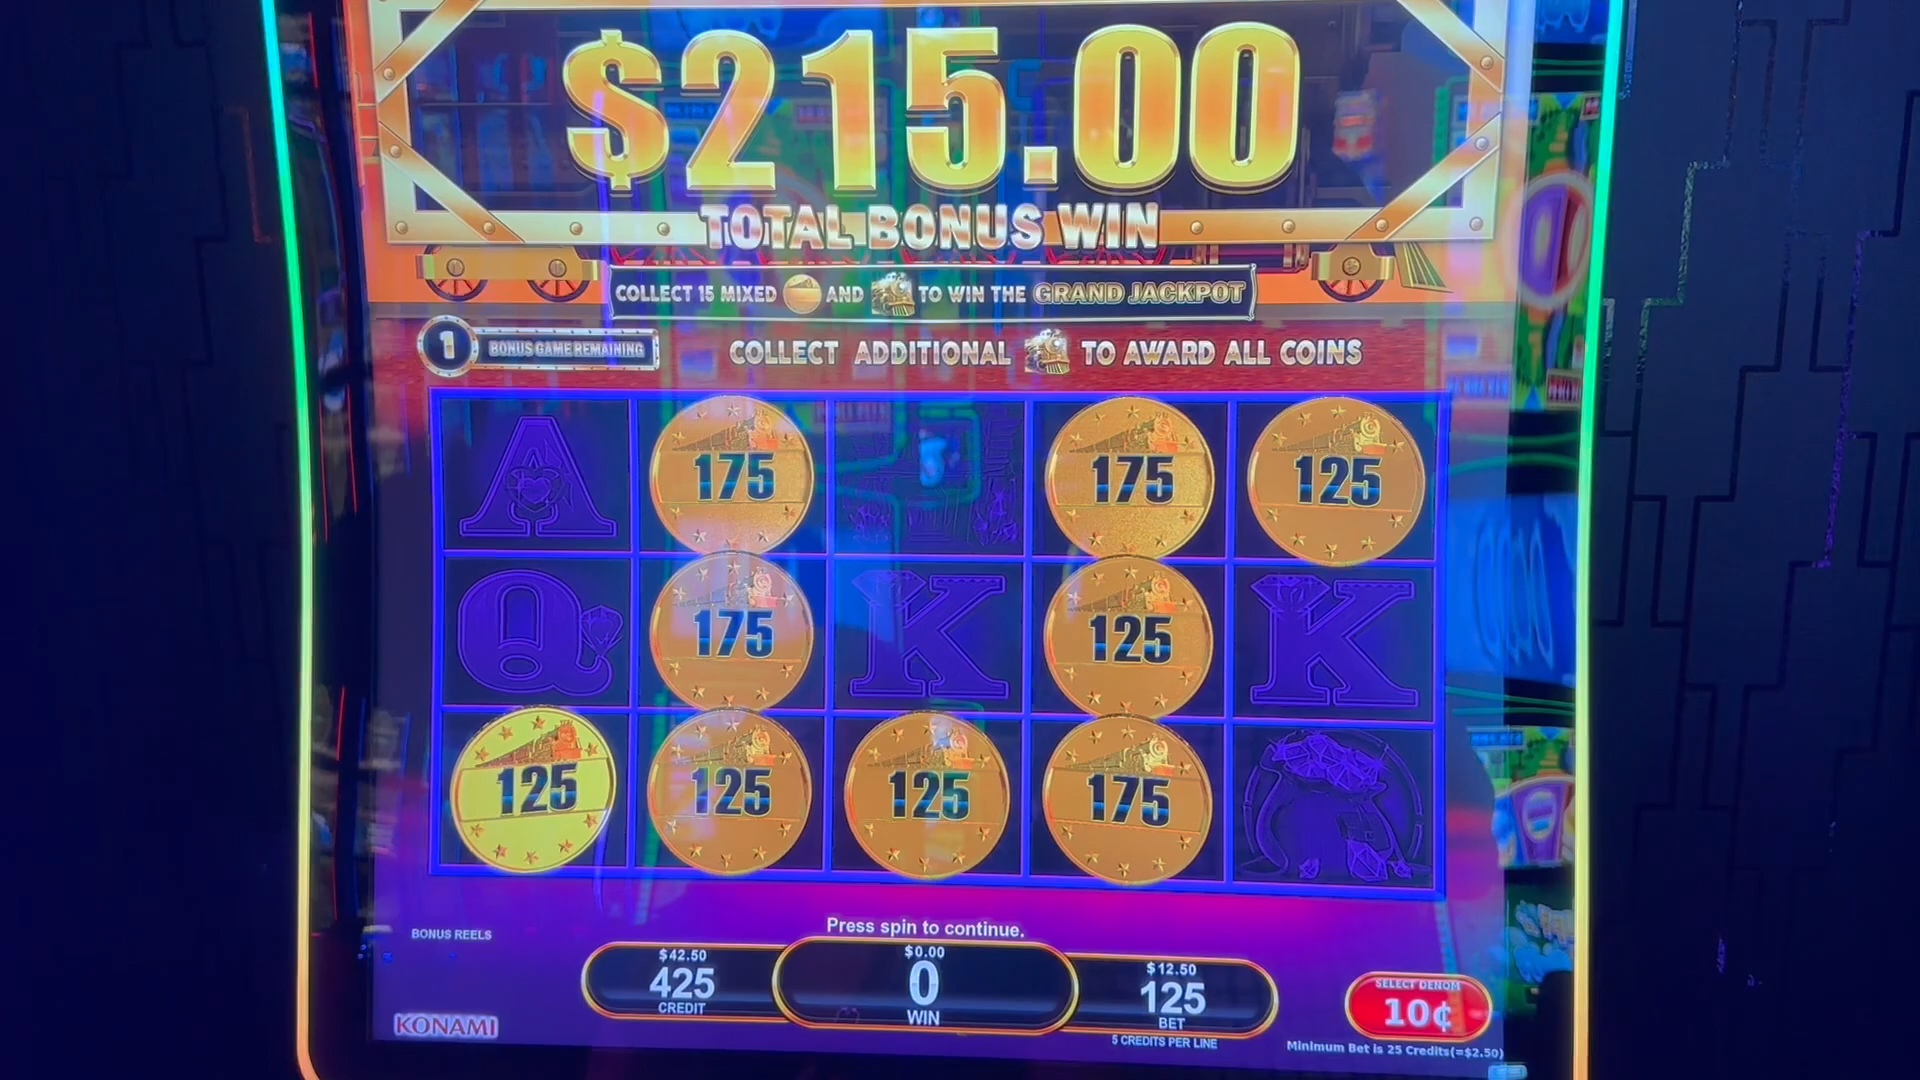 $215.00
TOTAL BONUS WIN
COLLECT 15 MIXED AND TO WIN THE GRAND JACKPOT
1 BONUS GAME REMAINING
COLLECT ADDITIONAL TO AWARD ALL COINS
A 175 175 125
Q 175 K 125 K
125 125 125 175
Press spin to continue.
BONUS REELS
$42.50 $0.00 $12.50
425 0 125
CREDIT WIN BET
5 CREDITS PER LINE
SELECT DENOM
10¢
Minimum Bet is 25 Credits(=$2.50)
KONAMI